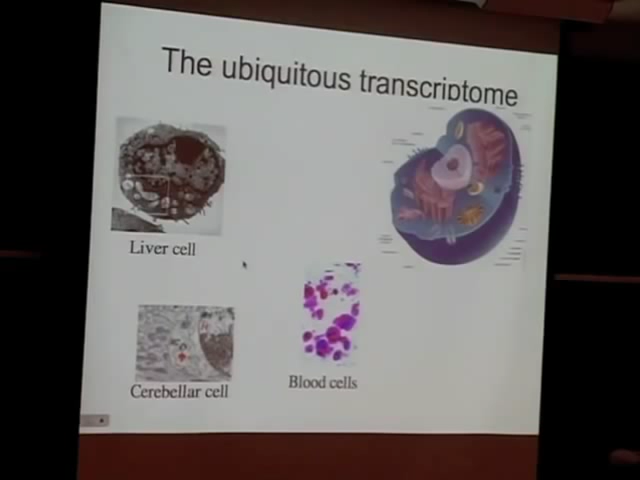 The ubiquitous transcriptome
Liver cell
Cerebellar cell
Blood cells